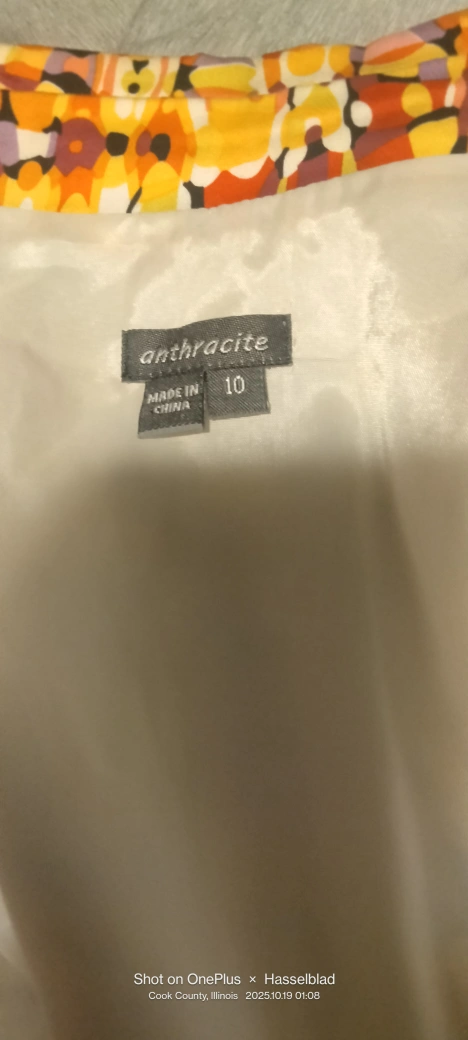 anthracite
MADE IN
CHINA
10
Shot on OnePlus × Hasselblad
Cook County, Illinois 2025.10.19 01:08